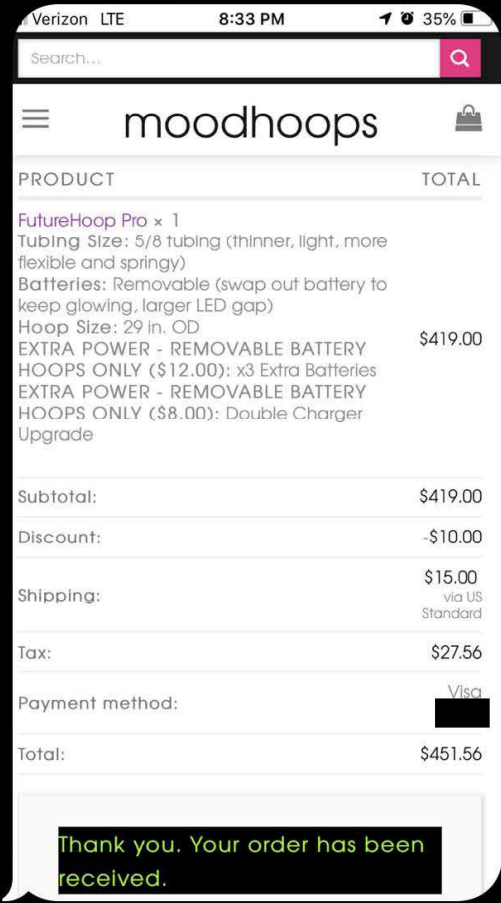 Verizon LTE 8:33 PM 35%
Search...
moodhoops
PRODUCT TOTAL
FutureHoop Pro × 1
Tubing Size: 5/8 tubing (thinner, light, more
flexible and springy)
Batteries: Removable (swap out battery to
keep glowing, larger LED gap)
Hoop Size: 29 in. OD
$419.00
EXTRA POWER - REMOVABLE BATTERY
HOOPS ONLY ($12.00): x3 Extra Batteries
EXTRA POWER - REMOVABLE BATTERY
HOOPS ONLY ($8.00): Double Charger
Upgrade
Subtotal: $419.00
Discount: -$10.00
Shipping: $15.00
via US
Standard
Tax: $27.56
Payment method: Visa
Total: $451.56
Thank you. Your order has been
received.